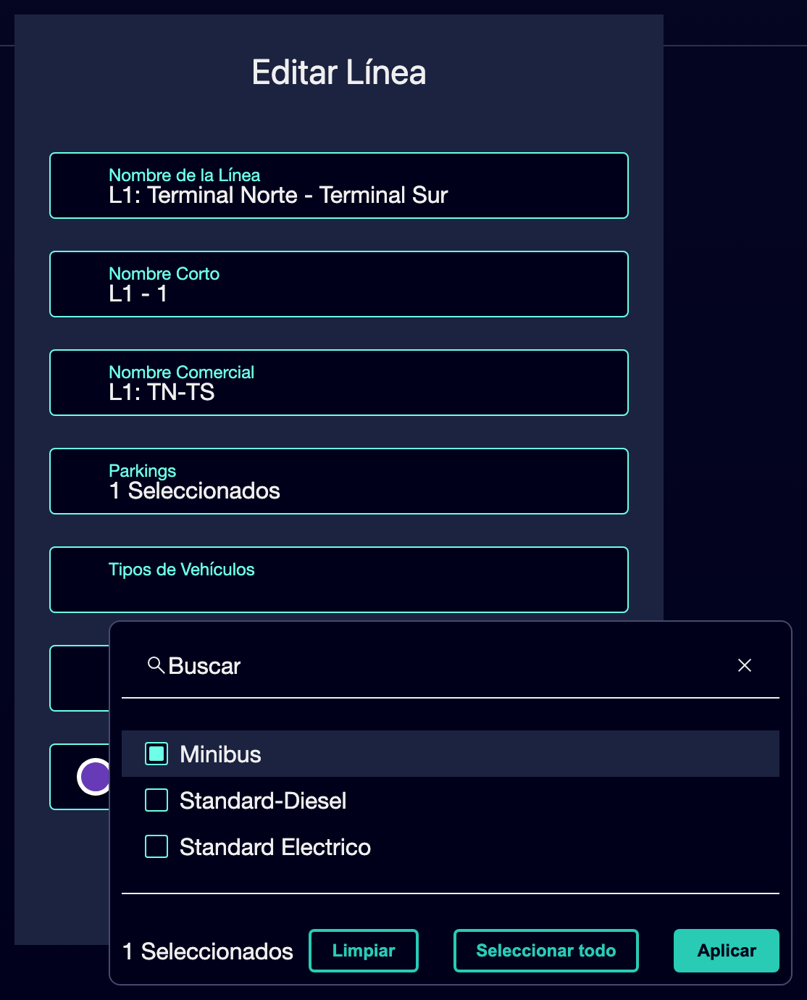 Editar Línea
Nombre de la Línea
L1: Terminal Norte - Terminal Sur
Nombre Corto
L1 - 1
Nombre Comercial
L1: TN-TS
Parkings
1 Seleccionados
Tipos de Vehículos
Buscar
Minibus
Standard-Diesel
Standard Electrico
1 Seleccionados Limpiar Seleccionar todo Aplicar